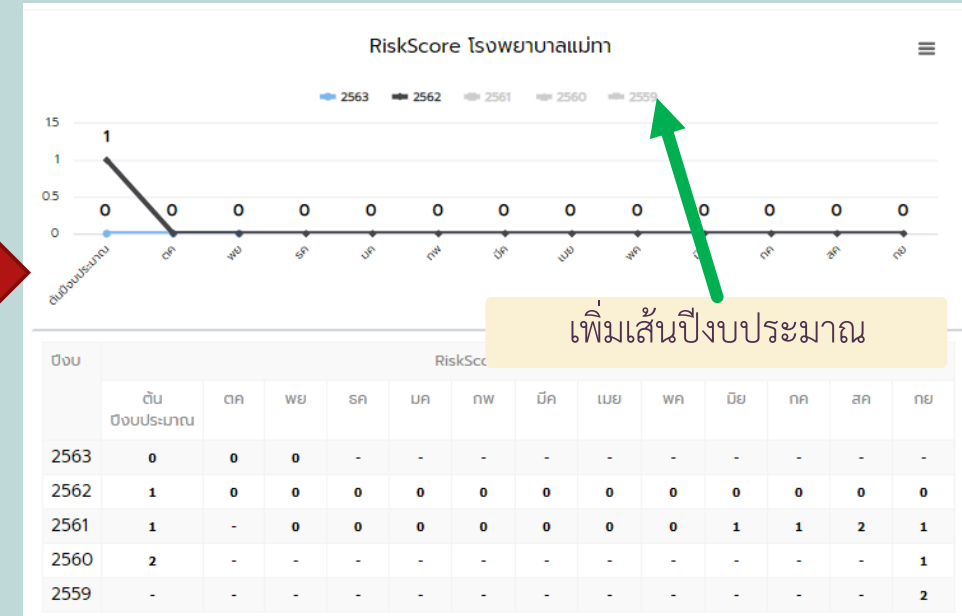 RiskScore โรงพยาบาลแม่ทา
2563 2562 2561 2560 2559
1.5
1
0.5
0
1
0 0 0 0 0 0 0 0 0 0 0 0 0
ต้นปีงบประมาณ ตค พย ธค มค กพ มีค เมย พค กค สค กย
เพิ่มเส้นปีงบประมาณ
ปีงบ
ต้น ตค พย ธค มค กพ มีค เมย พค มิย กค สค กย
ปีงบประมาณ
2563 0 0 0 - - - - - - - - - -
2562 1 0 0 0 0 0 0 0 0 0 0 0 0
2561 1 - 0 0 0 0 0 0 0 1 1 2 1
2560 2 - - - - - - - - - - - 1
2559 - - - - - - - - - - - - 2